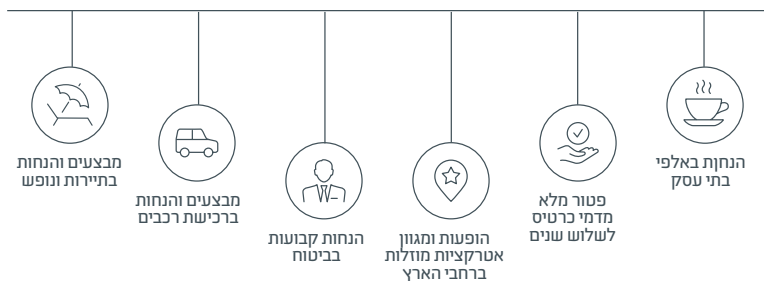 הנחות באלפי
בתי עסק
פטור מלא
מדמי כרטיס
לשלוש שנים
הופעות ומגוון
אטרקציות מוזלות
ברחבי הארץ
הנחות קבועות
בביטוח
מבצעים והנחות
ברכישת רכבים
מבצעים והנחות
בתיירות ונופש